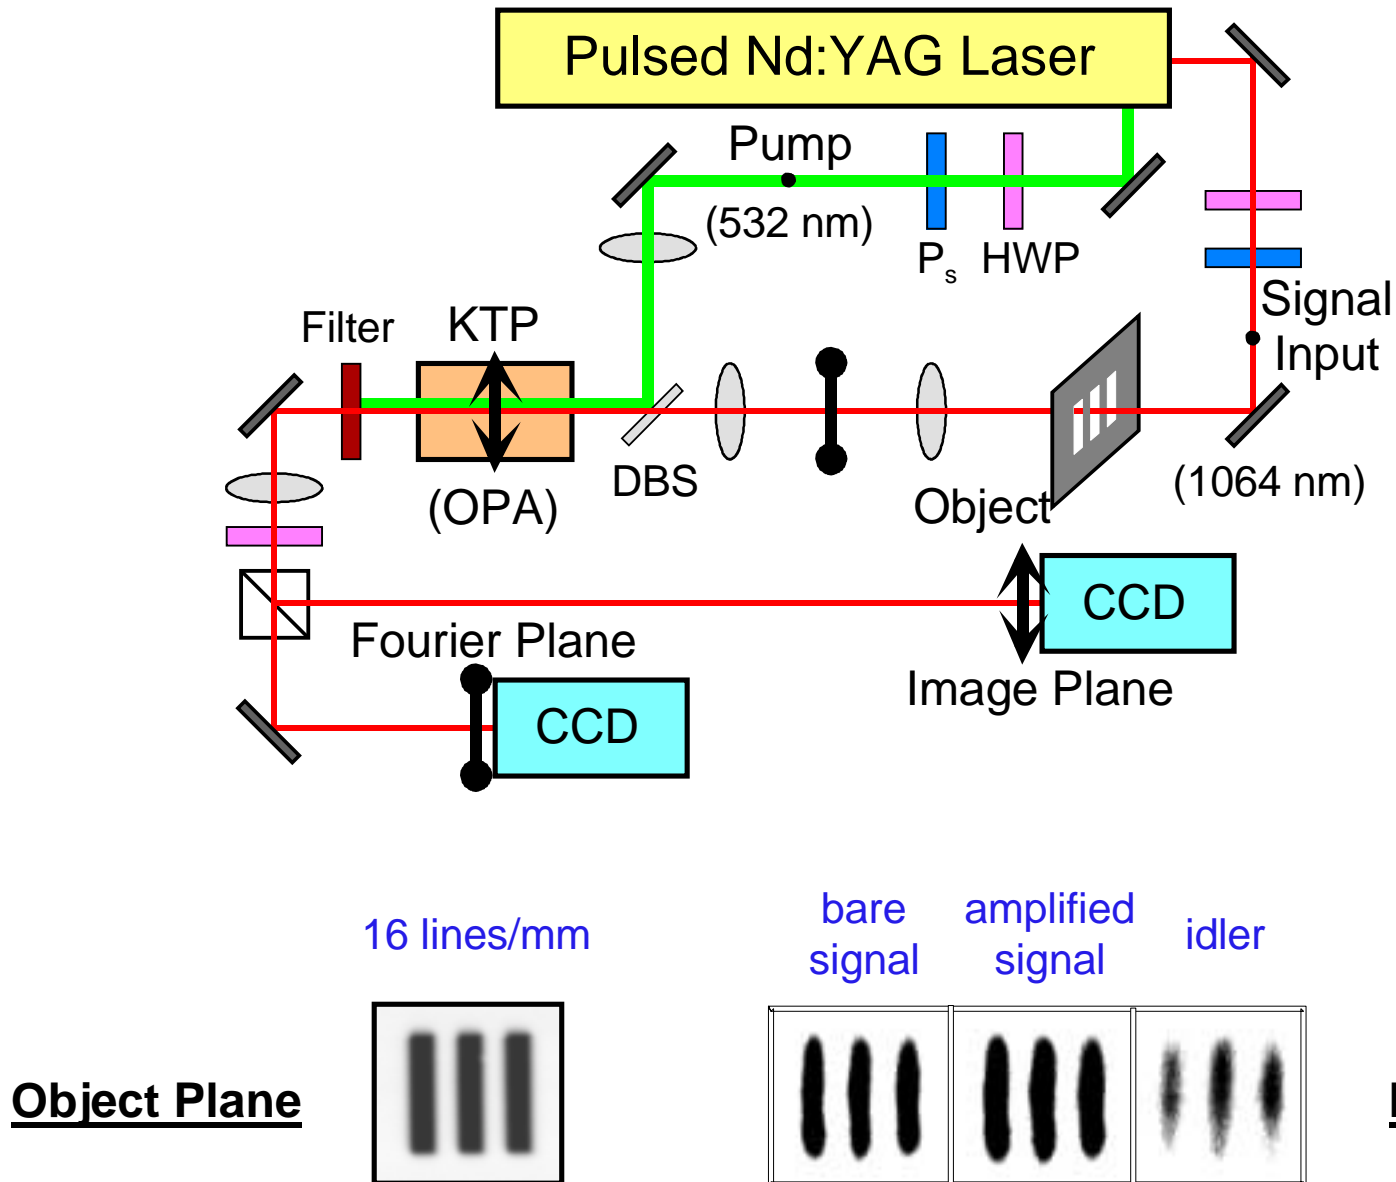 Pulsed Nd:YAG Laser
Pump
(532 nm)
Ps HWP
Signal
Input
Filter
KTP
(OPA)
DBS
Object
(1064 nm)
CCD
Fourier Plane
Image Plane
CCD
16 lines/mm
bare
signal
amplified
signal
idler
Object Plane